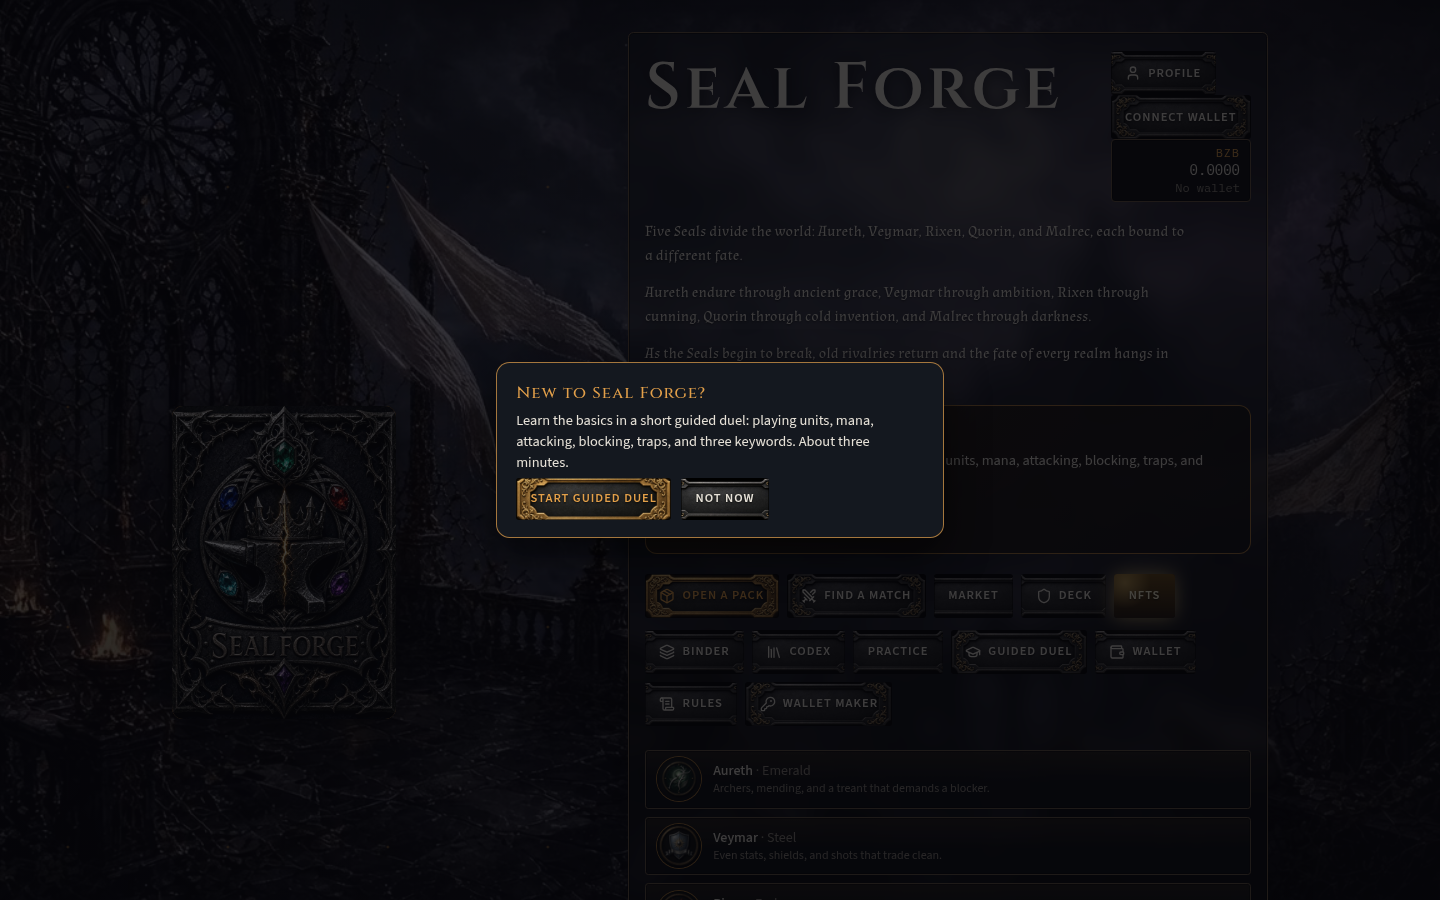 SEAL FORGE
PROFILE
CONNECT WALLET
BZB
0.0000
No wallet
Five Seals divide the world: Aureth, Veymar, Rixen, Quorin, and Malrec, each bound to
a different fate.
Aureth endure through ancient grace, Veymar through ambition, Rixen through
cunning, Quorin through cold invention, and Malrec through darkness.
As the Seals begin to break, old rivalries return and the fate of every realm hangs in
New to Seal Forge?
Learn the basics in a short guided duel: playing units, mana,
attacking, blocking, traps, and three keywords. About three
minutes.
START GUIDED DUEL
NOT NOW
units, mana, attacking, blocking, traps, and
SEAL FORGE
OPEN A PACK
FIND A MATCH
MARKET
DECK
NFTS
BINDER
CODEX
PRACTICE
GUIDED DUEL
WALLET
RULES
WALLET MAKER
Aureth · Emerald
Archers, mending, and a treant that demands a blocker.
Veymar · Steel
Even stats, shields, and shots that trade clean.